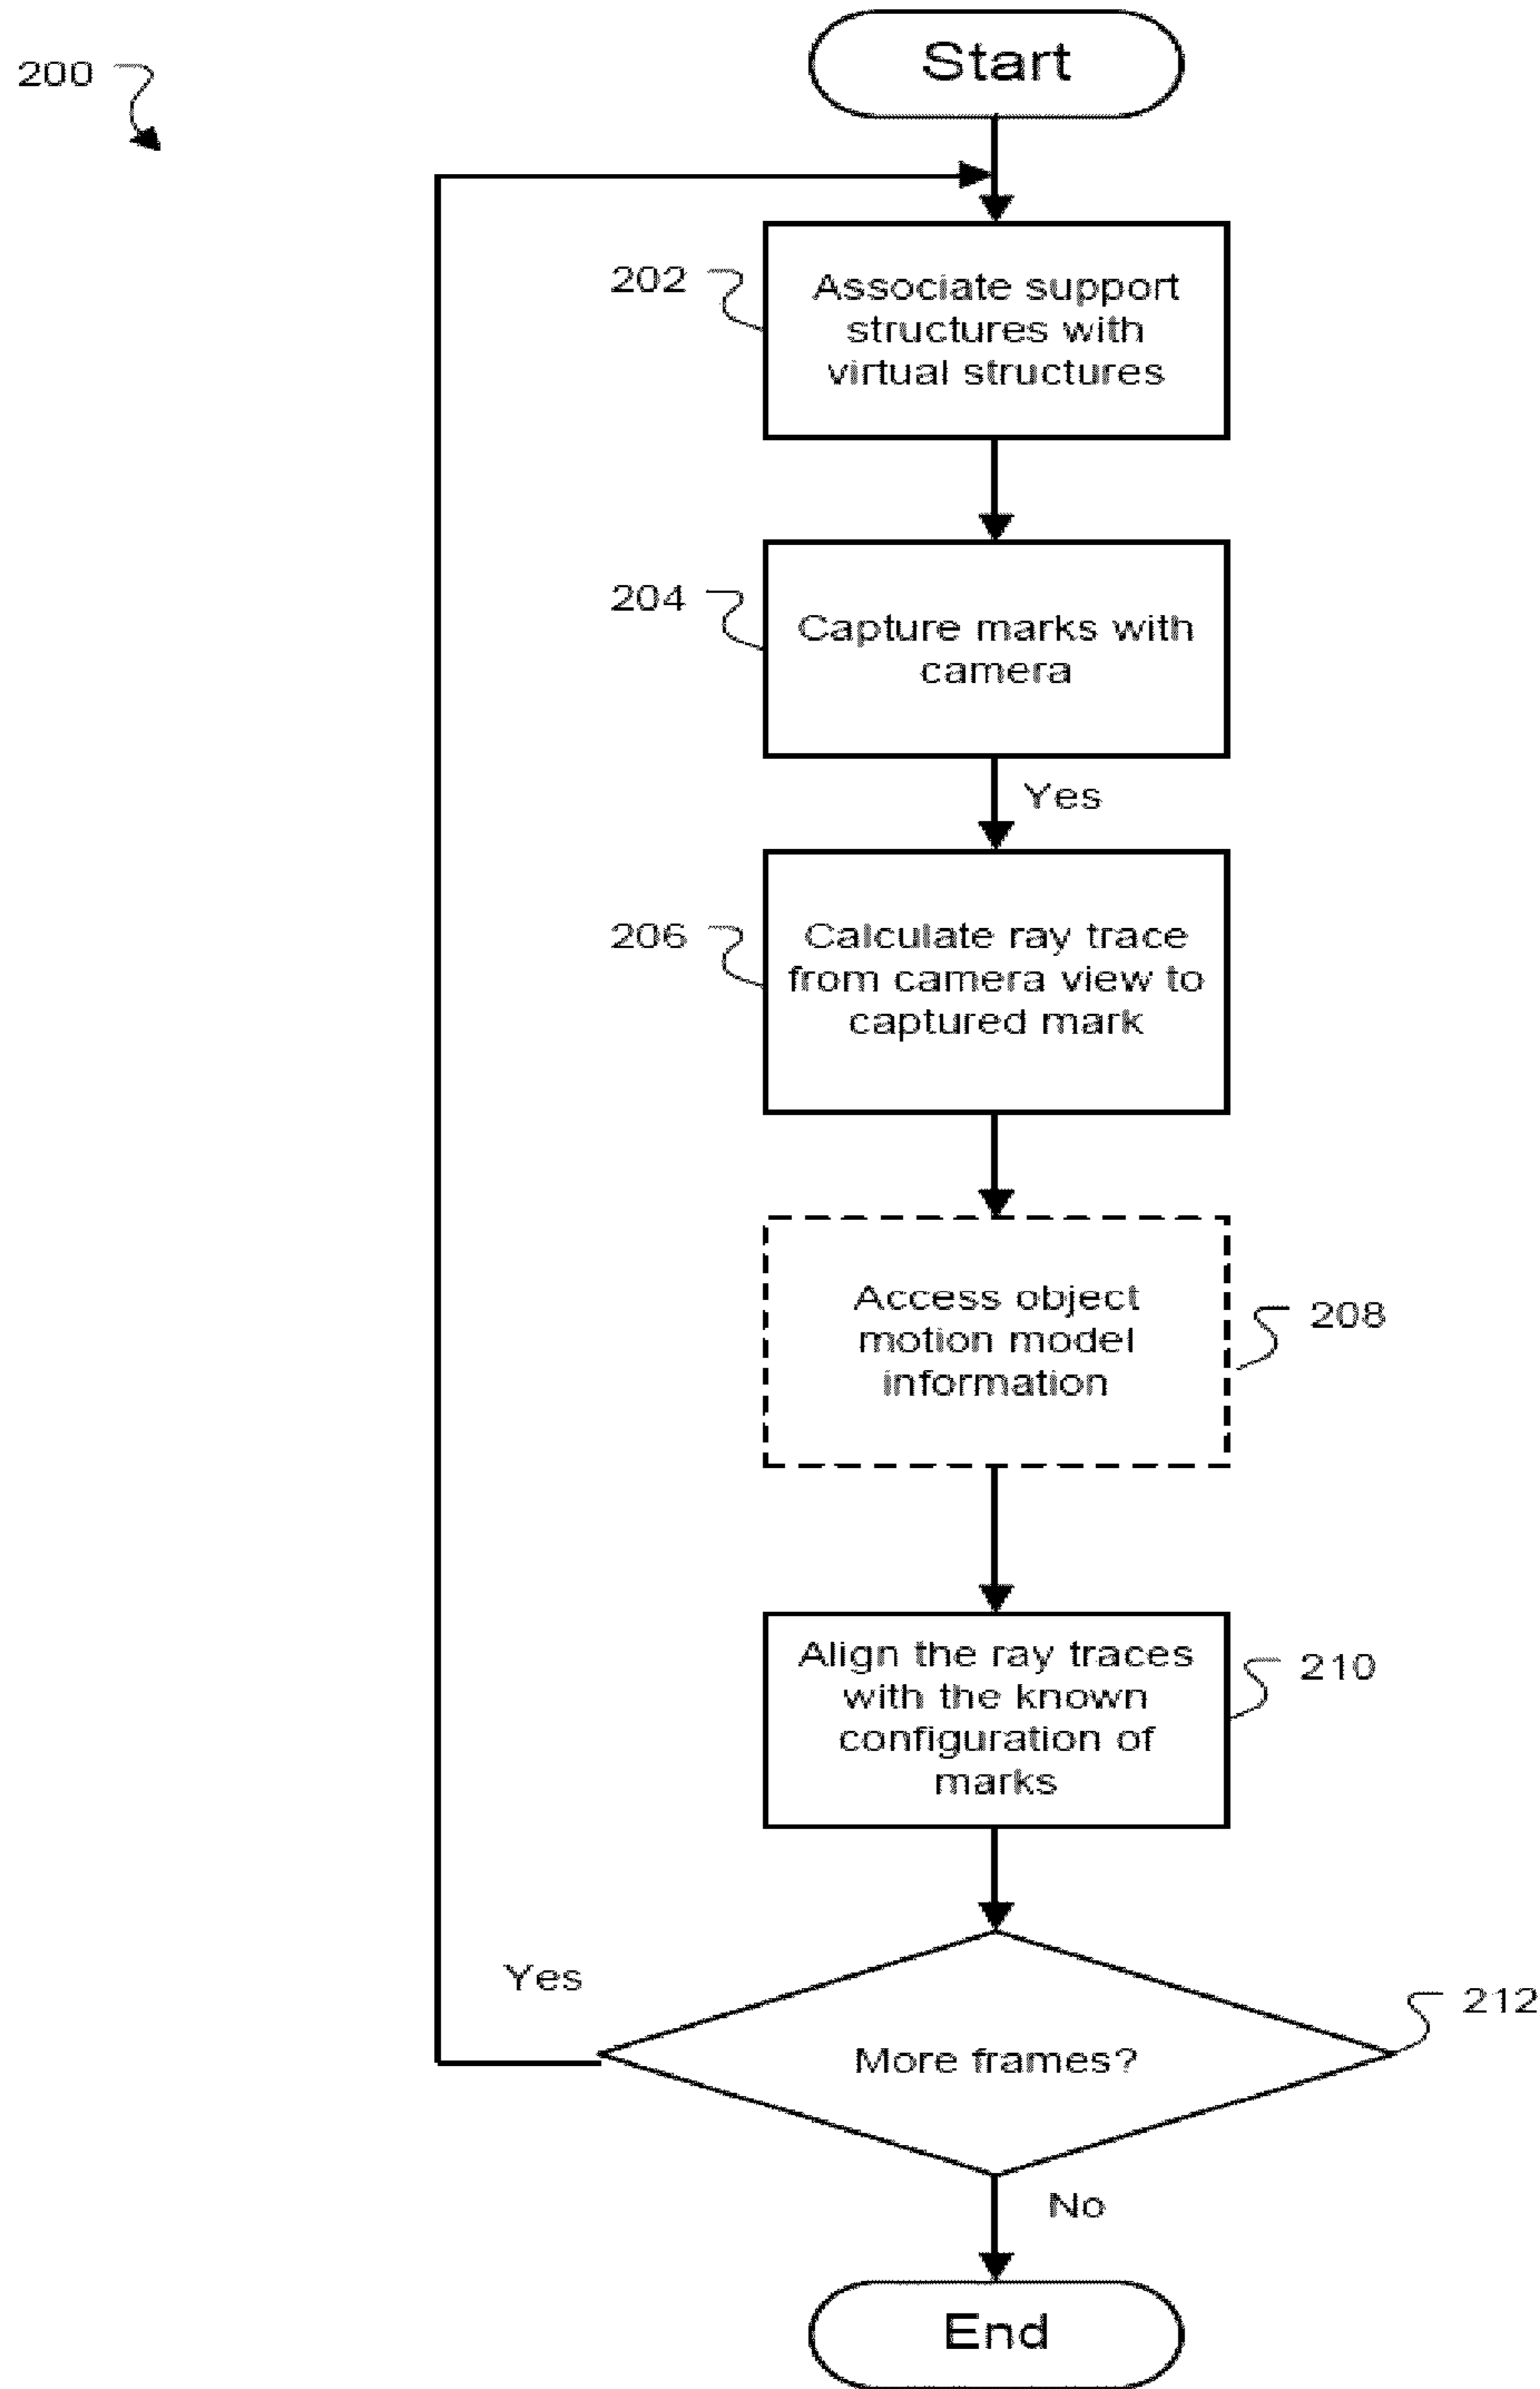 Start
200
202
Associate support
structures with
virtual structures
204
Capture marks with
camera
Yes
206
Calculate ray trace
from camera view to
captured mark
Access object
motion model
information
208
Align the ray traces
with the known
configuration of
marks
210
Yes
212
More frames?
No
End